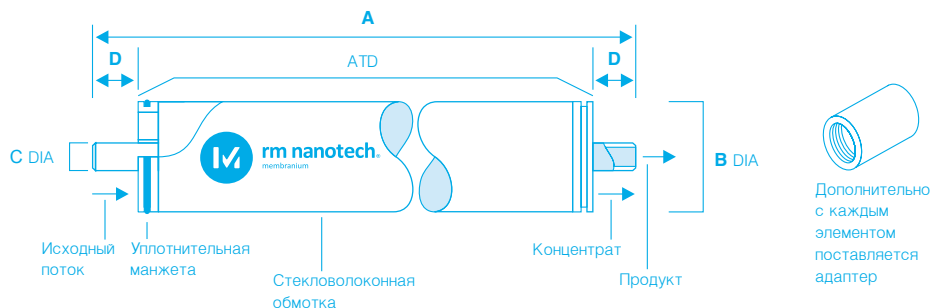 A
D
ATD
D
C DIA
rm nanotech®
membranium
B DIA
Исходный
поток
Уплотнительная
манжета
Стекловолоконная
обмотка
Концентрат
Продукт
Дополнительно
с каждым
элементом
поставляется
адаптер